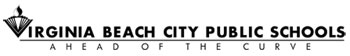 VIRGINIA BEACH CITY PUBLIC SCHOOLS
AHEAD OF THE CURVE